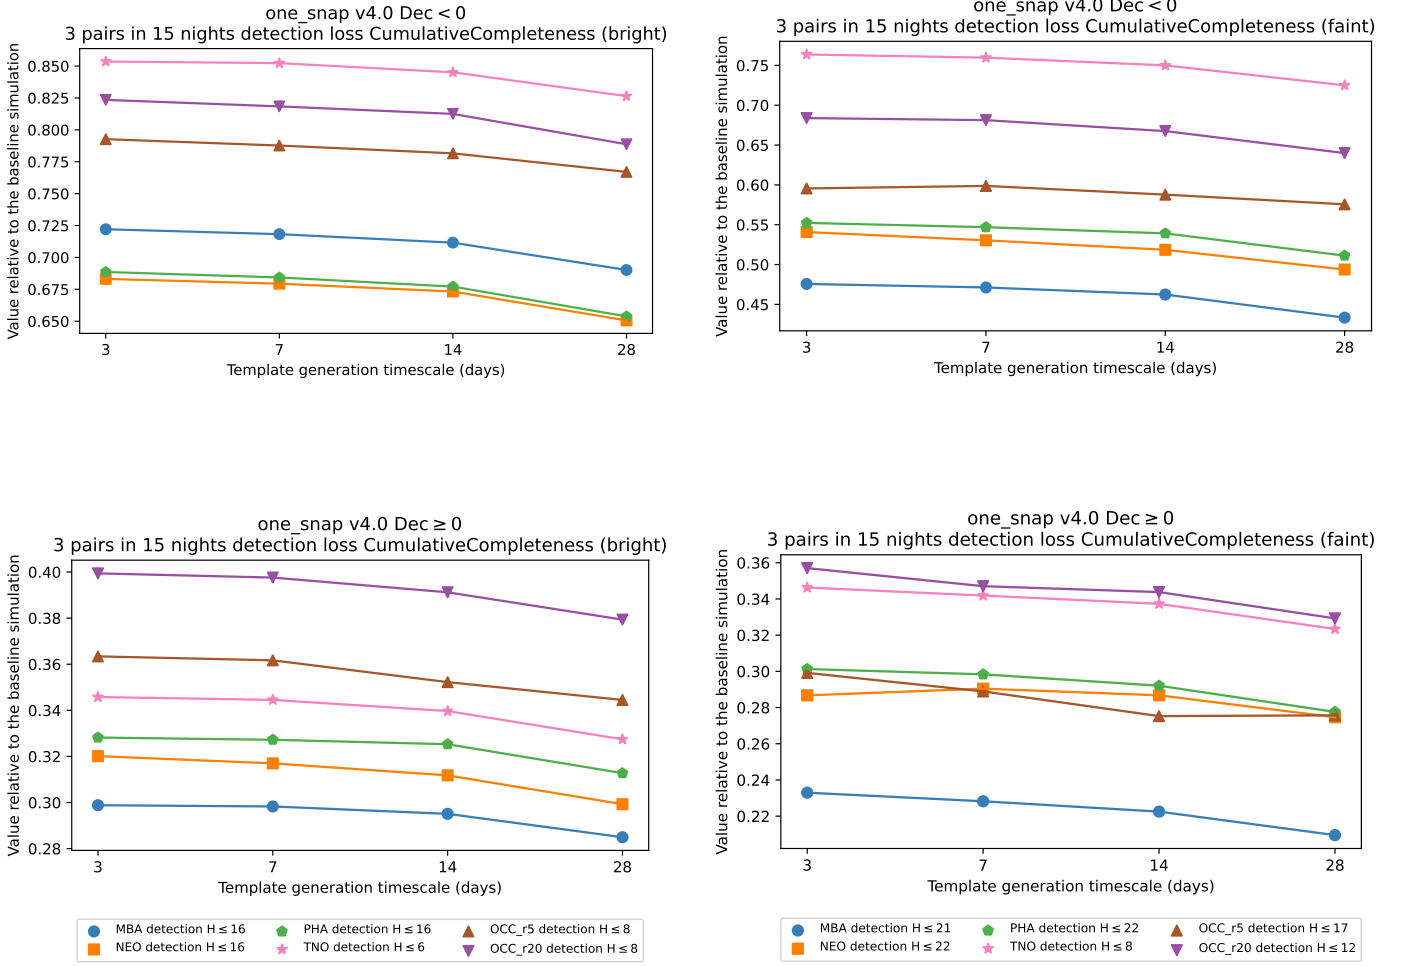 one_snap v4.0 Dec < 0
3 pairs in 15 nights detection loss CumulativeCompleteness (bright)
Value relative to the baseline simulation
0.850
0.825
0.800
0.775
0.750
0.725
0.700
0.675
0.650
3 7 14 28
Template generation timescale (days)
one_snap v4.0 Dec < 0
3 pairs in 15 nights detection loss CumulativeCompleteness (faint)
Value relative to the baseline simulation
0.75
0.70
0.65
0.60
0.55
0.50
0.45
3 7 14 28
Template generation timescale (days)
one_snap v4.0 Dec ≥ 0
3 pairs in 15 nights detection loss CumulativeCompleteness (bright)
Value relative to the baseline simulation
0.40
0.38
0.36
0.34
0.32
0.30
0.28
3 7 14 28
Template generation timescale (days)
MBA detection H ≤ 16 PHA detection H ≤ 16 OCC_r5 detection H ≤ 8
NEO detection H ≤ 16 TNO detection H ≤ 6 OCC_r20 detection H ≤ 8
one_snap v4.0 Dec ≥ 0
3 pairs in 15 nights detection loss CumulativeCompleteness (faint)
Value relative to the baseline simulation
0.36
0.34
0.32
0.30
0.28
0.26
0.24
0.22
3 7 14 28
Template generation timescale (days)
MBA detection H ≤ 21 PHA detection H ≤ 22 OCC_r5 detection H ≤ 17
NEO detection H ≤ 22 TNO detection H ≤ 8 OCC_r20 detection H ≤ 12